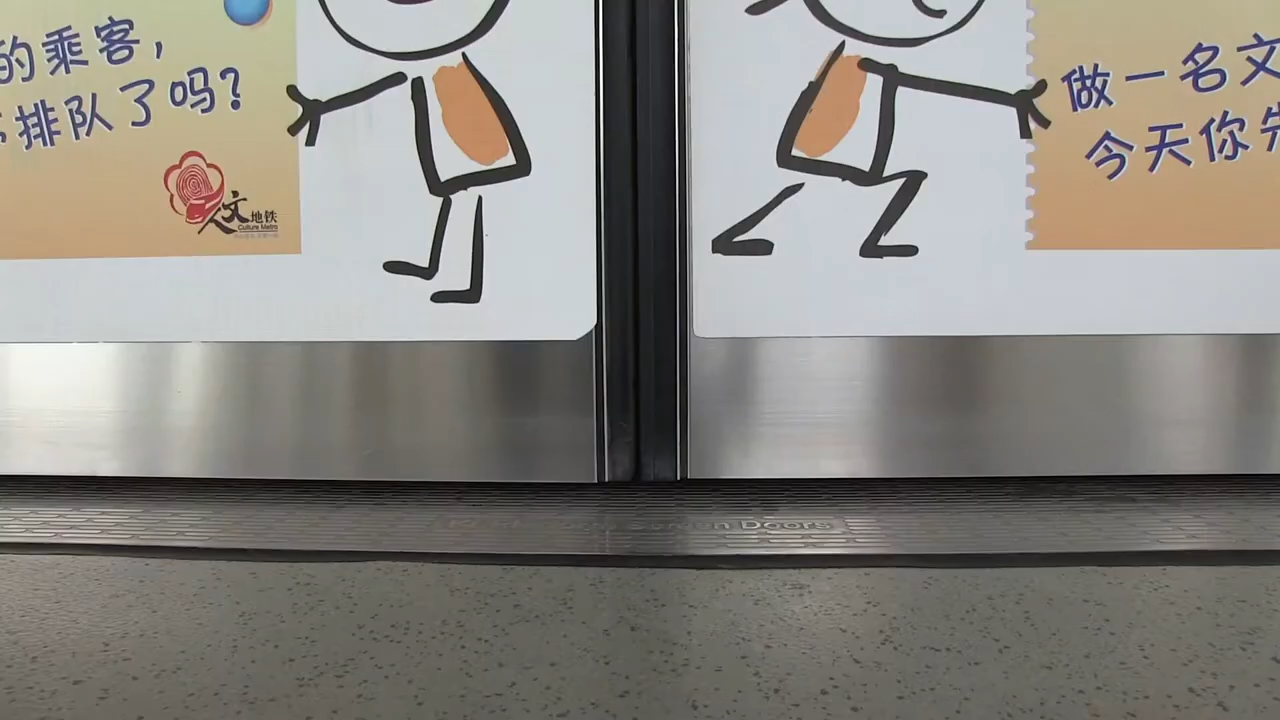 的乘客,
排队了吗?
人文地铁
Culture Metro
做一名文
今天你先
Screen Doors